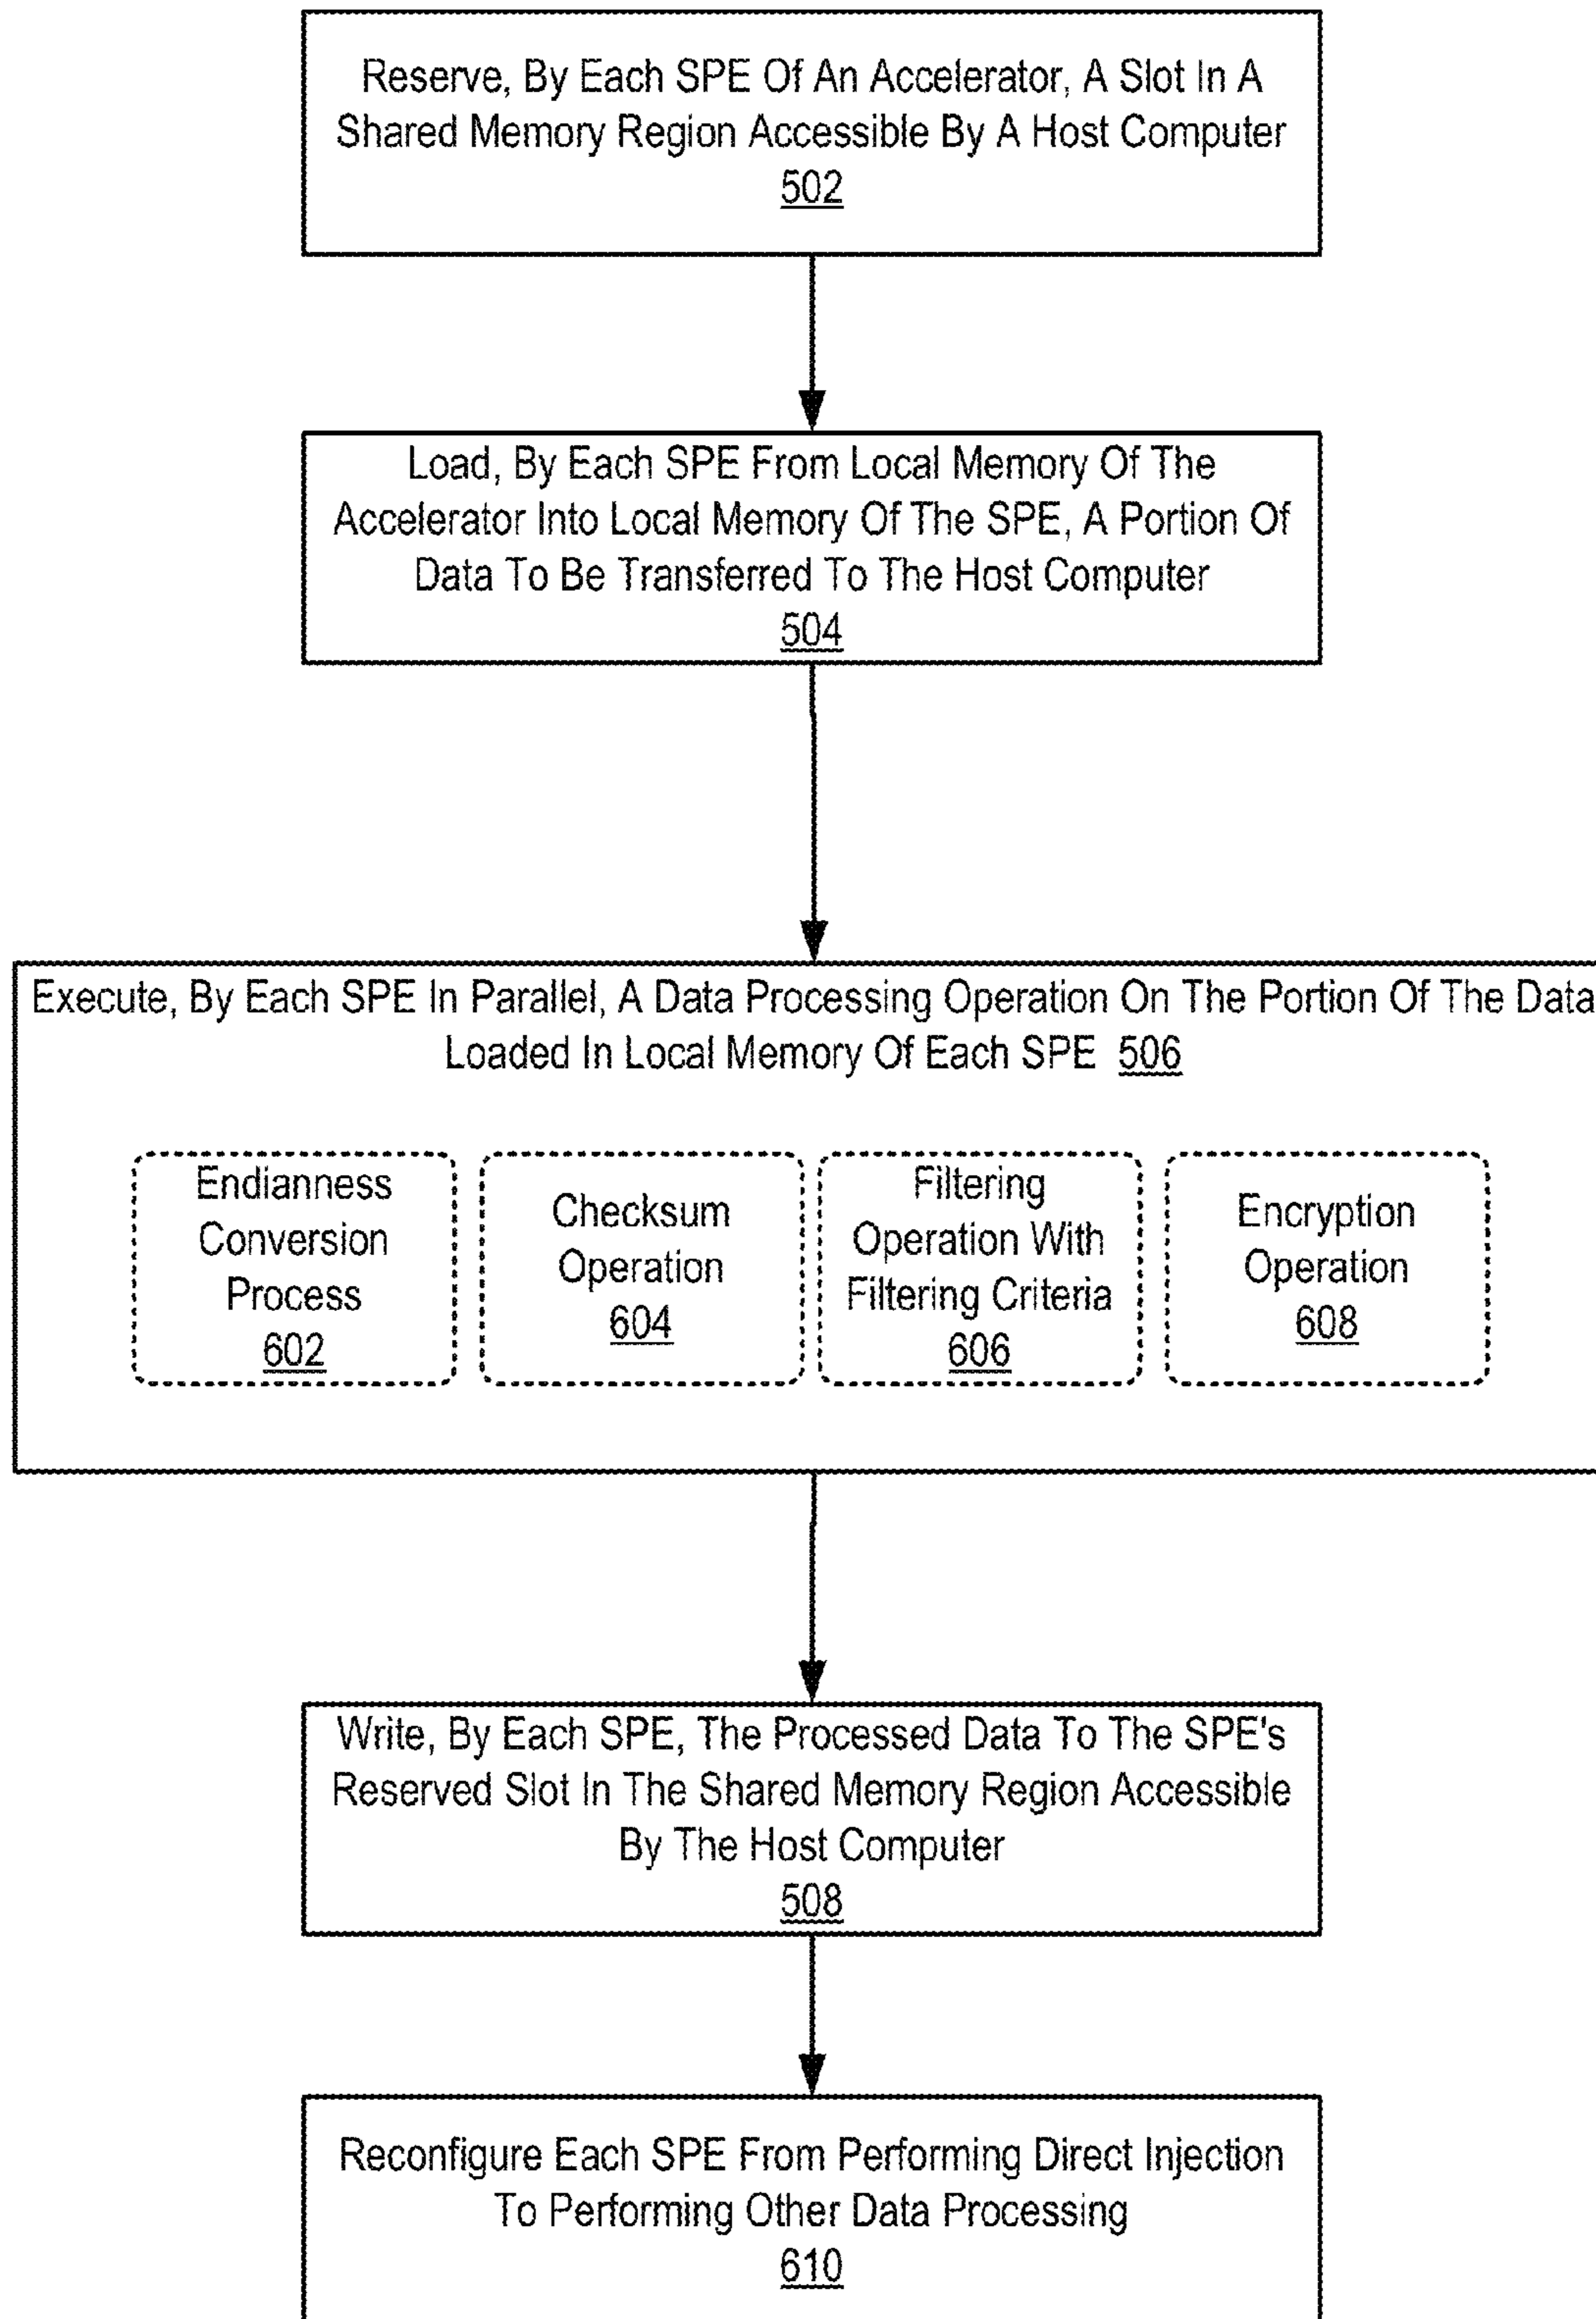 Reserve, By Each SPE Of An Accelerator, A Slot In A
Shared Memory Region Accessible By A Host Computer
502
Load, By Each SPE From Local Memory Of The
Accelerator Into Local Memory Of The SPE, A Portion Of
Data To Be Transferred To The Host Computer
504
Execute, By Each SPE In Parallel, A Data Processing Operation On The Portion Of The Data
Loaded In Local Memory Of Each SPE 506
Endianness
Conversion
Process
602
Checksum
Operation
604
Filtering
Operation With
Filtering Criteria
606
Encryption
Operation
608
Write, By Each SPE, The Processed Data To The SPE's
Reserved Slot In The Shared Memory Region Accessible
By The Host Computer
508
Reconfigure Each SPE From Performing Direct Injection
To Performing Other Data Processing
610